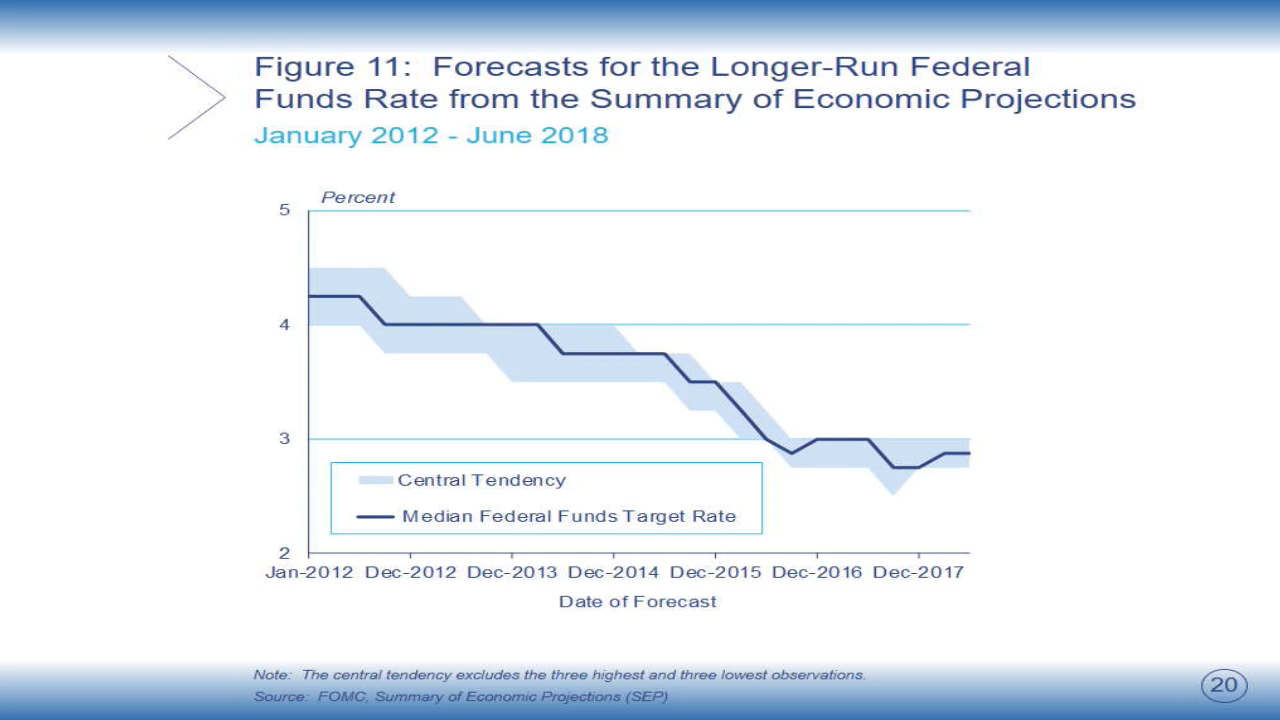 Figure 11: Forecasts for the Longer-Run Federal
Funds Rate from the Summary of Economic Projections
January 2012 - June 2018
Percent
5
4
3
2
Central Tendency
Median Federal Funds Target Rate
Jan-2012 Dec-2012 Dec-2013 Dec-2014 Dec-2015 Dec-2016 Dec-2017
Date of Forecast
Note: The central tendency excludes the three highest and three lowest observations.
Source: FOMC, Summary of Economic Projections (SEP)
20